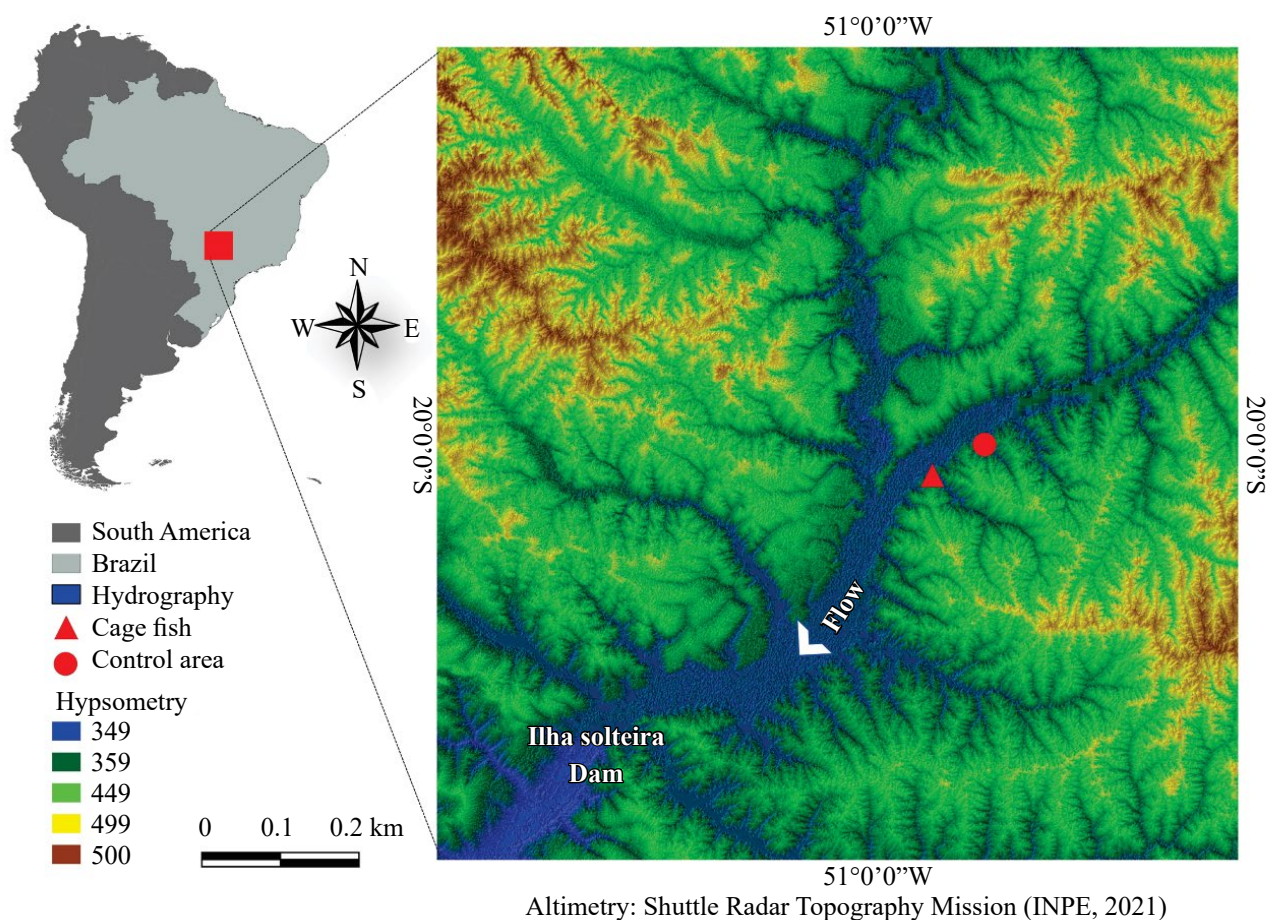 51°0’0”W
N
W
E
S
20°0’0”S
20°0’0”S
Flow
Ilha solteira
Dam
South America
Brazil
Hydrography
Cage fish
Control area
Hypsometry
349
359
449
499
500
0 0.1 0.2 km
51°0’0”W
Altimetry: Shuttle Radar Topography Mission (INPE, 2021)